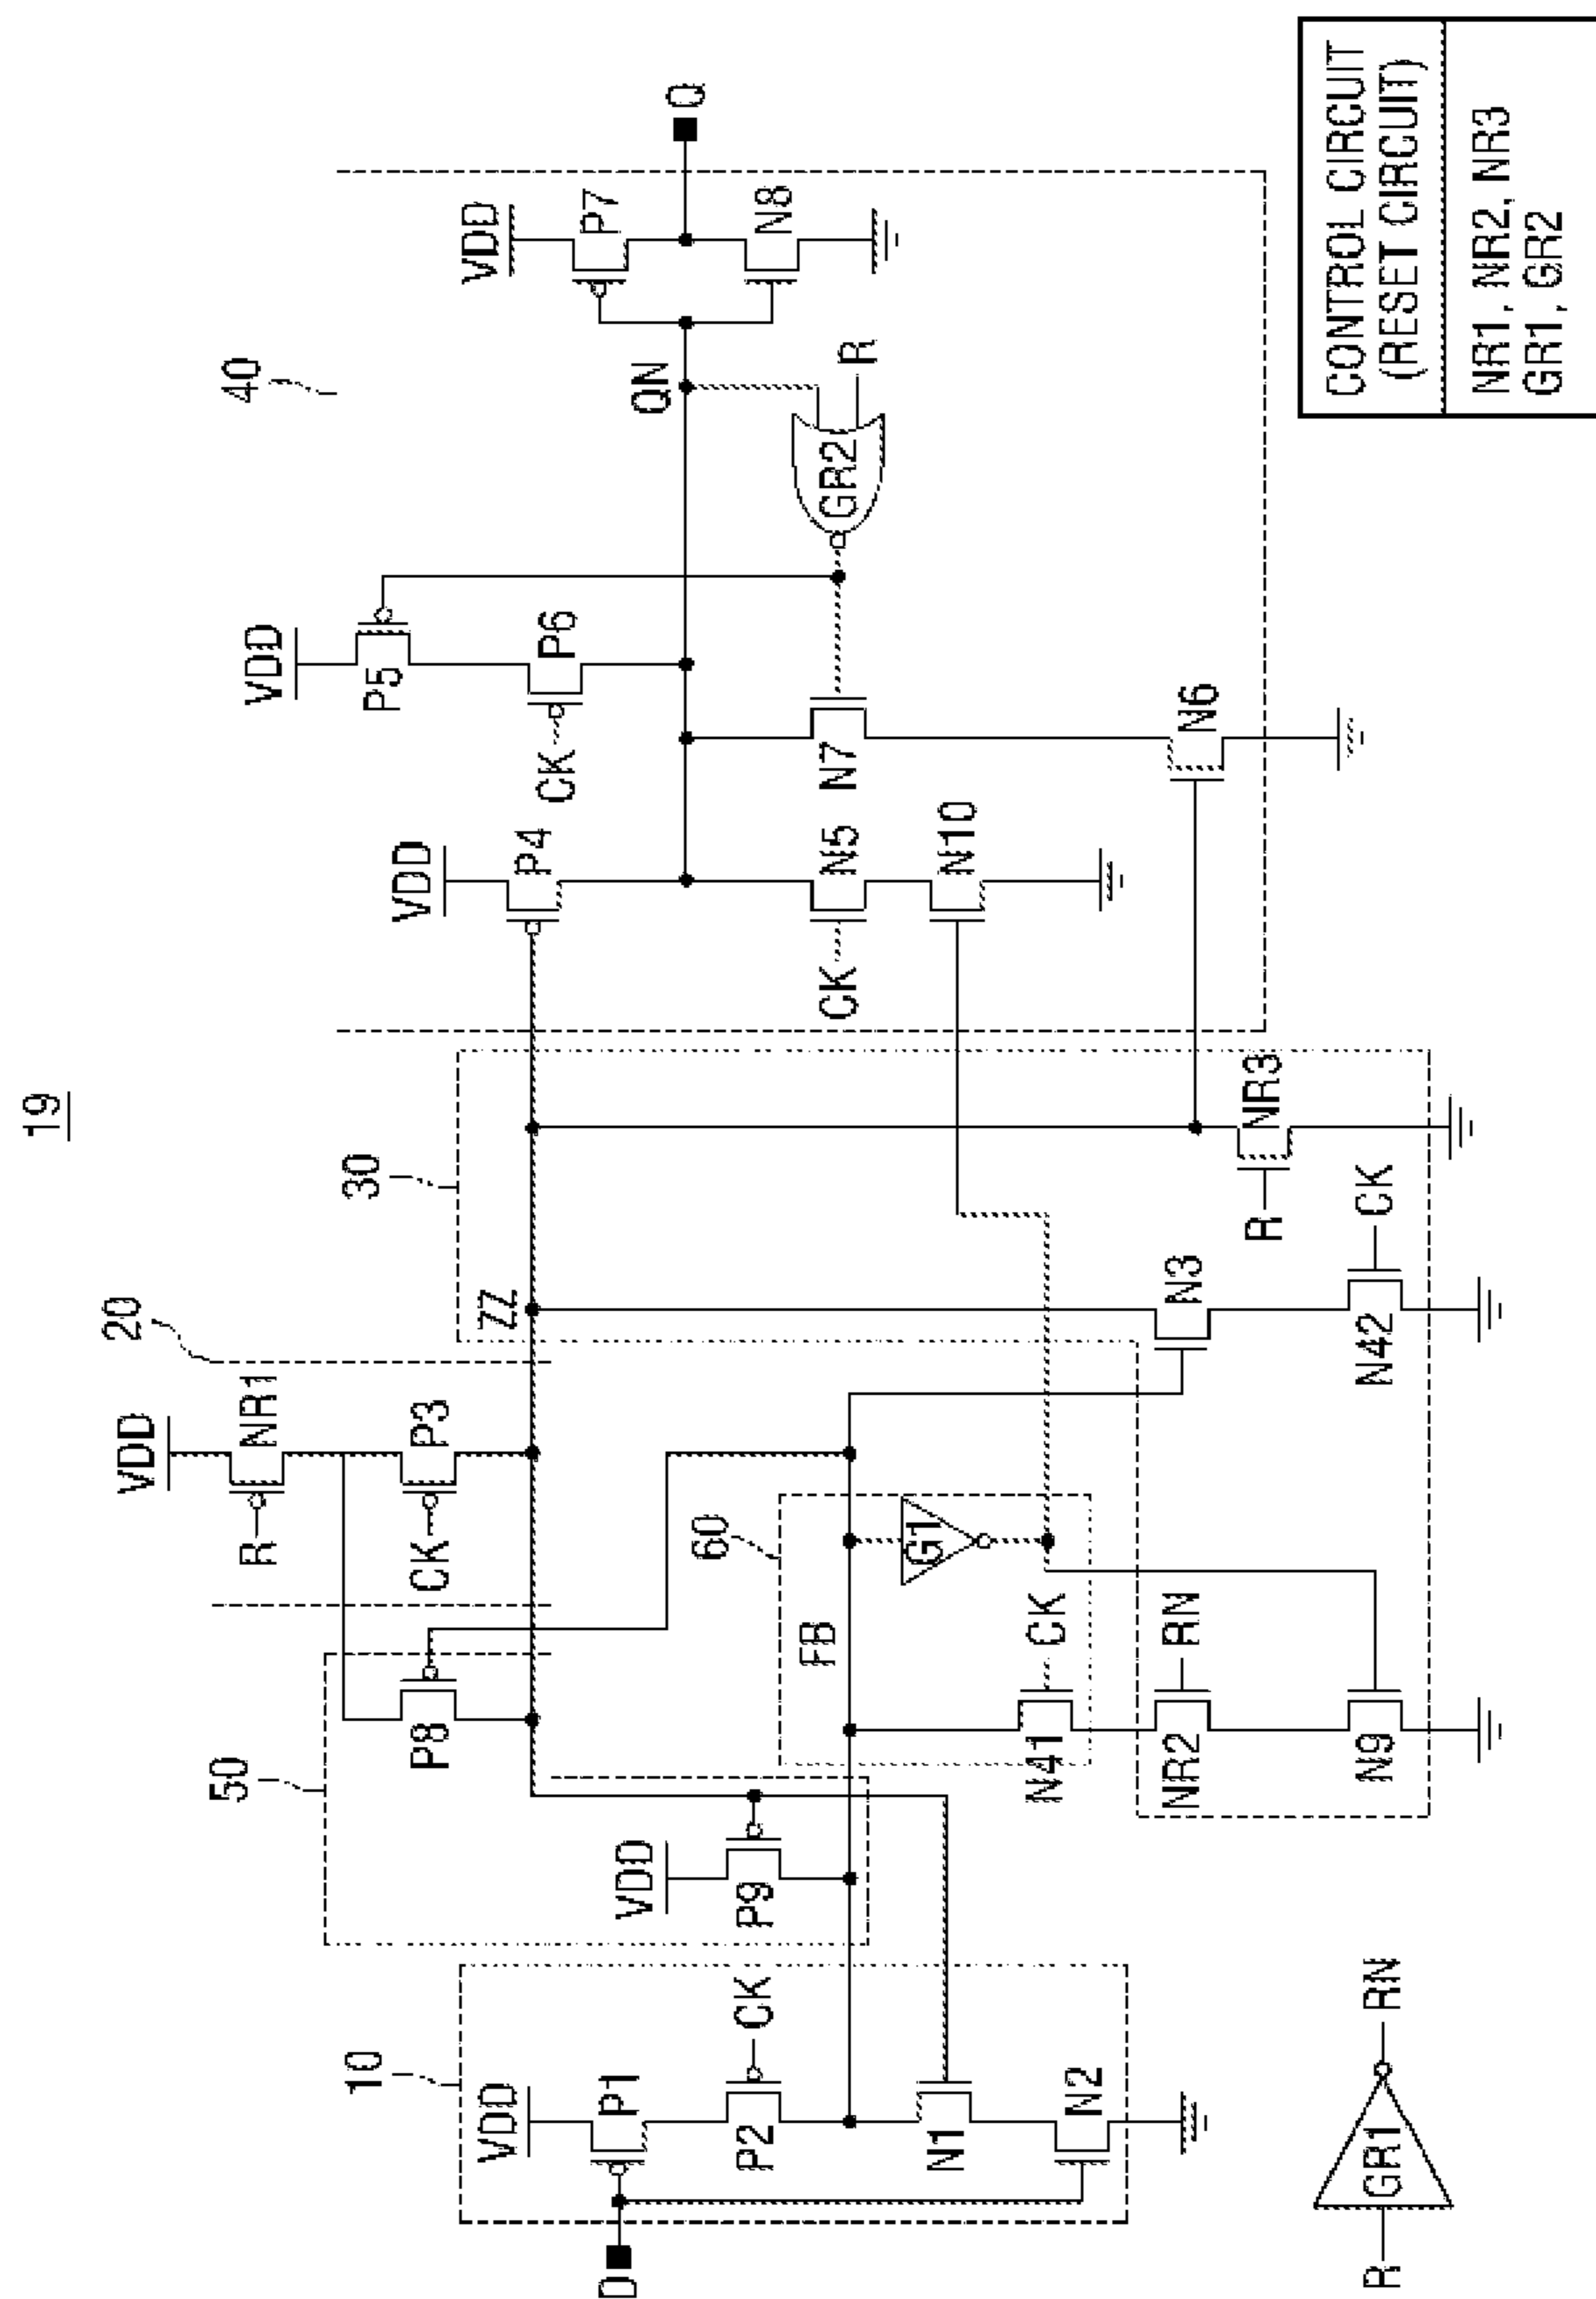 19
20
VDD
50
40
R
NR1
VDD
10
30
P5
VDD
P8
CK
P3
VDD
VDD
ZZ
P4
CK
P6
P7
D
P1
VDD
QN
Q
60
P2
CK
P9
N8
FB
CK
N5
N7
GR2
R
G1
N1
N10
N41
CK
N2
NR2
RN
N3
N6
R
NR3
N9
N42
CK
R
GR1
RN
CONTROL CIRCUIT
(RESET CIRCUIT)
NR1, NR2, NR3
GR1, GR2